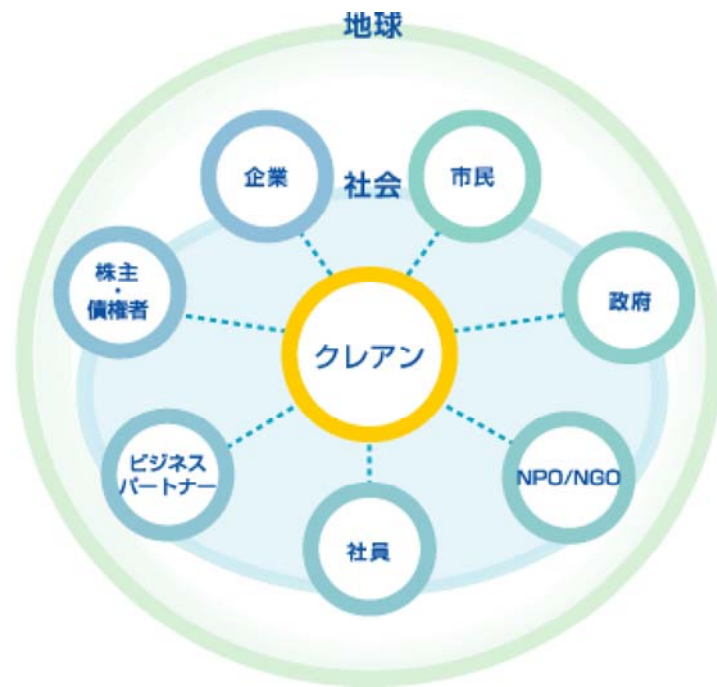 地球
企業
社会
市民
株主
・
債権者
政府
クレアン
ビジネス
パートナー
NPO/NGO
社員